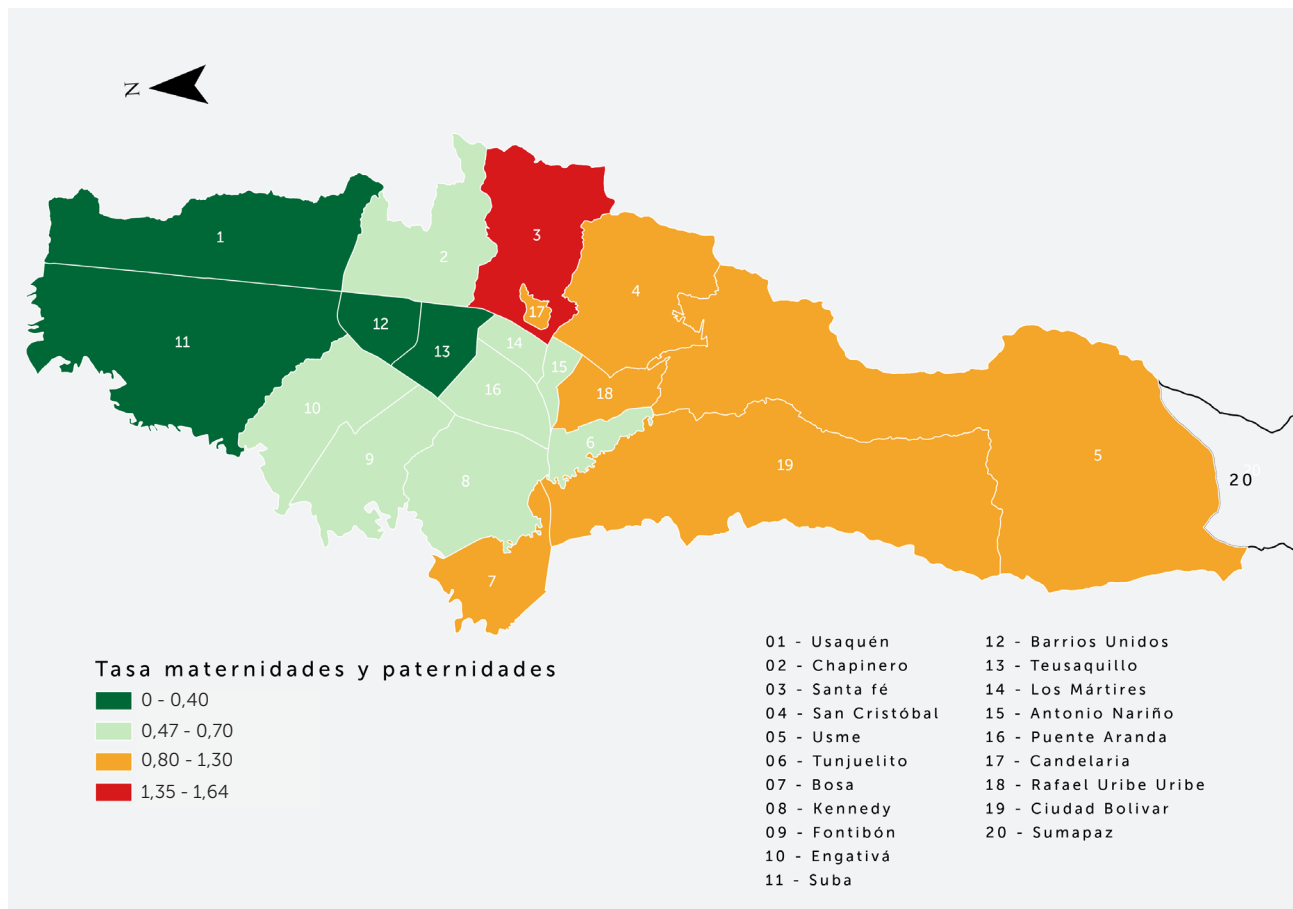 N
1
2
3
4
17
12
13
11
14
15
16
18
10
6
9
8
19
5
20
7
Tasa maternidades y paternidades
0 - 0,40
0,47 - 0,70
0,80 - 1,30
1,35 - 1,64
01 - Usaquén
02 - Chapinero
03 - Santa fé
04 - San Cristóbal
05 - Usme
06 - Tunjuelito
07 - Bosa
08 - Kennedy
09 - Fontibón
10 - Engativá
11 - Suba
12 - Barrios Unidos
13 - Teusaquillo
14 - Los Mártires
15 - Antonio Nariño
16 - Puente Aranda
17 - Candelaria
18 - Rafael Uribe Uribe
19 - Ciudad Bolivar
20 - Sumapaz